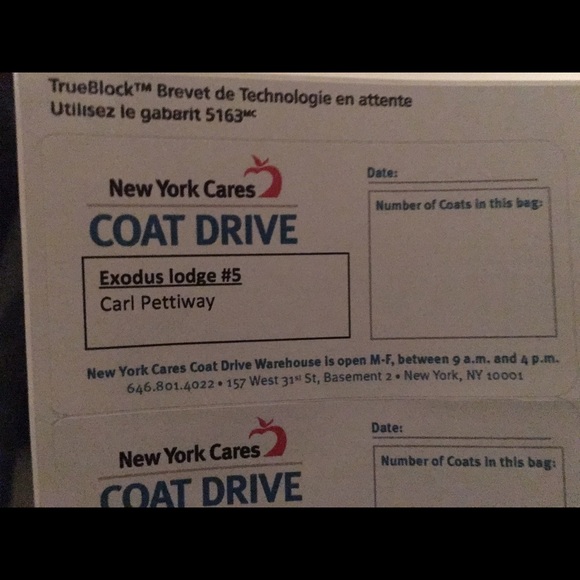 TrueBlock™ Brevet de Technologie en attente
Utilisez le gabarit 5163ᴹᶜ
New York Cares
COAT DRIVE
Exodus lodge #5
Carl Pettiway
Date:
Number of Coats in this bag:
New York Cares Coat Drive Warehouse is open M-F, between 9 a.m. and 4 p.m.
646.801.4022 • 157 West 31ˢᵗ St, Basement 2 • New York, NY 10001
New York Cares
COAT DRIVE
Date:
Number of Coats in this bag: